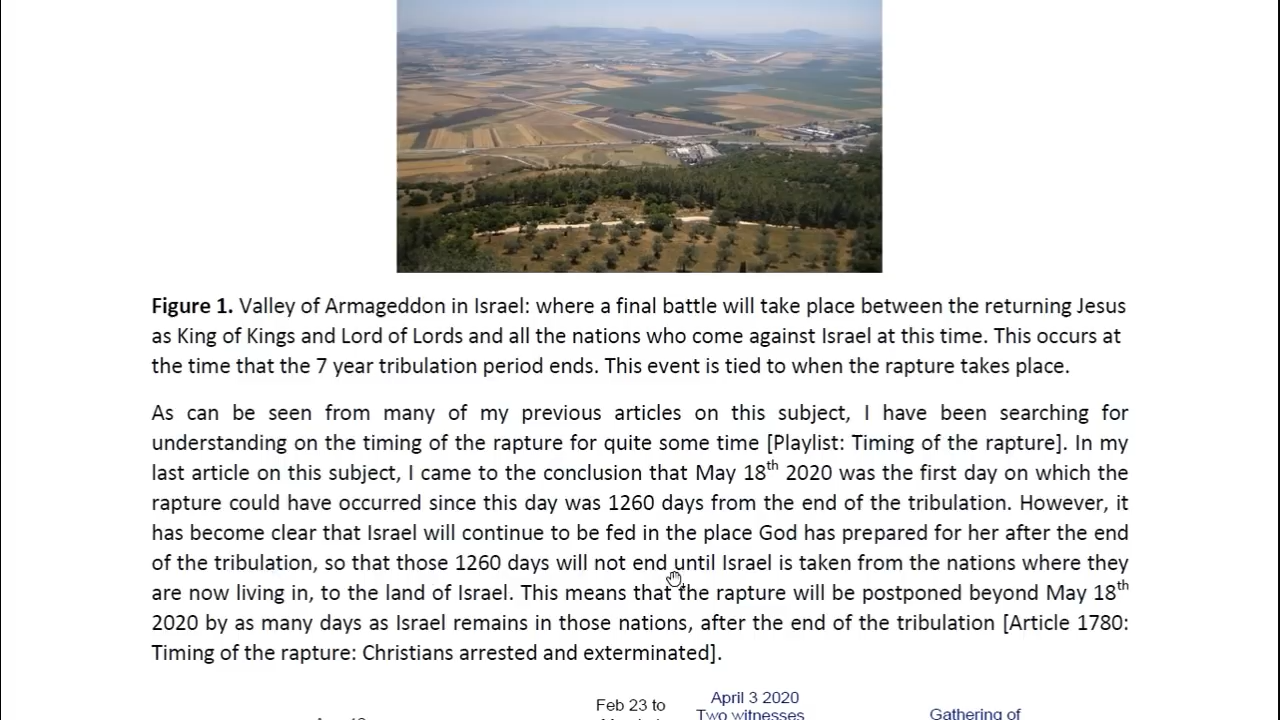 Figure 1. Valley of Armageddon in Israel: where a final battle will take place between the returning Jesus
as King of Kings and Lord of Lords and all the nations who come against Israel at this time. This occurs at
the time that the 7 year tribulation period ends. This event is tied to when the rapture takes place.
As can be seen from many of my previous articles on this subject, I have been searching for
understanding on the timing of the rapture for quite some time [Playlist: Timing of the rapture]. In my
last article on this subject, I came to the conclusion that May 18th 2020 was the first day on which the
rapture could have occurred since this day was 1260 days from the end of the tribulation. However, it
has become clear that Israel will continue to be fed in the place God has prepared for her after the end
of the tribulation, so that those 1260 days will not end until Israel is taken from the nations where they
are now living in, to the land of Israel. This means that the rapture will be postponed beyond May 18th
2020 by as many days as Israel remains in those nations, after the end of the tribulation [Article 1780:
Timing of the rapture: Christians arrested and exterminated].
Feb 23 to
April 3 2020
Two witnesses
Gathering of